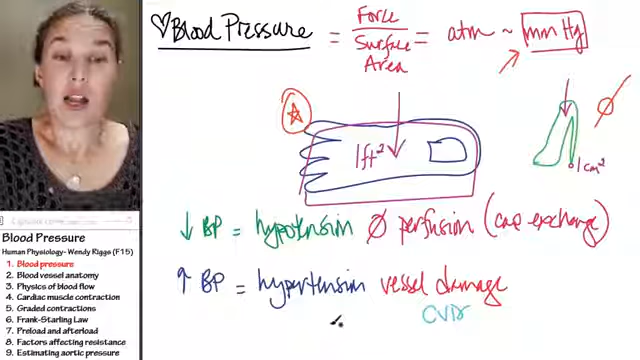 ♡Blood Pressure = Force / Surface Area = atm ~ mm Hg
1ft²
1cm²
↓ BP = hypotension Ø perfusion (cap exchange)
↑ BP = hypertension vessel damage
CVD
Blood Pressure
Human Physiology- Wendy Riggs (F15)
1. Blood pressure
2. Blood vessel anatomy
3. Physics of blood flow
4. Cardiac muscle contraction
5. Graded contractions
6. Frank-Starling Law
7. Preload and afterload
8. Factors affecting resistance
9. Estimating aortic pressure